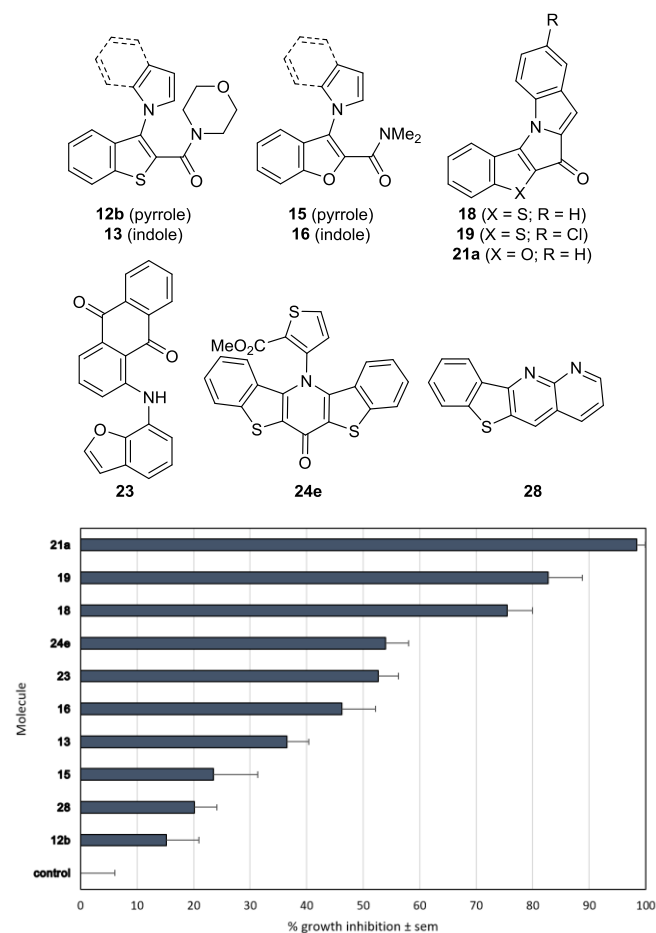 R
O
N
N
N
NMe2
N
S
O
O
O
X
O
12b (pyrrole)
13 (indole)
15 (pyrrole)
16 (indole)
18 (X = S; R = H)
19 (X = S; R = Cl)
21a (X = O; R = H)
O
O
NH
O
23
S
MeO2C
N
S
S
O
24e
N
N
S
28
Molecule
21a
19
18
24e
23
16
13
15
28
12b
control
0 10 20 30 40 50 60 70 80 90 100
% growth inhibition ± sem